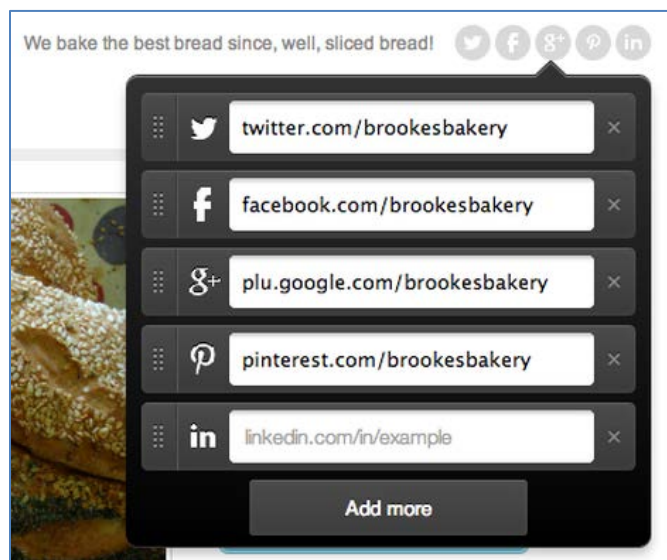 We bake the best bread since, well, sliced bread!
twitter.com/brookesbakery
facebook.com/brookesbakery
plu.google.com/brookesbakery
pinterest.com/brookesbakery
linkedin.com/in/example
Add more